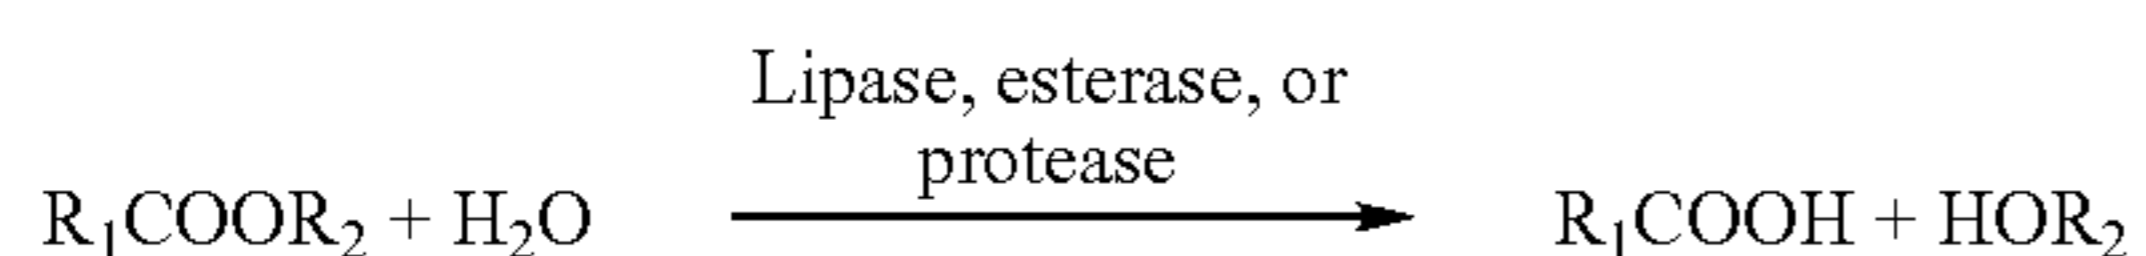 Lipase, esterase, or
protease
R₁COOR₂ + H₂O R₁COOH + HOR₂